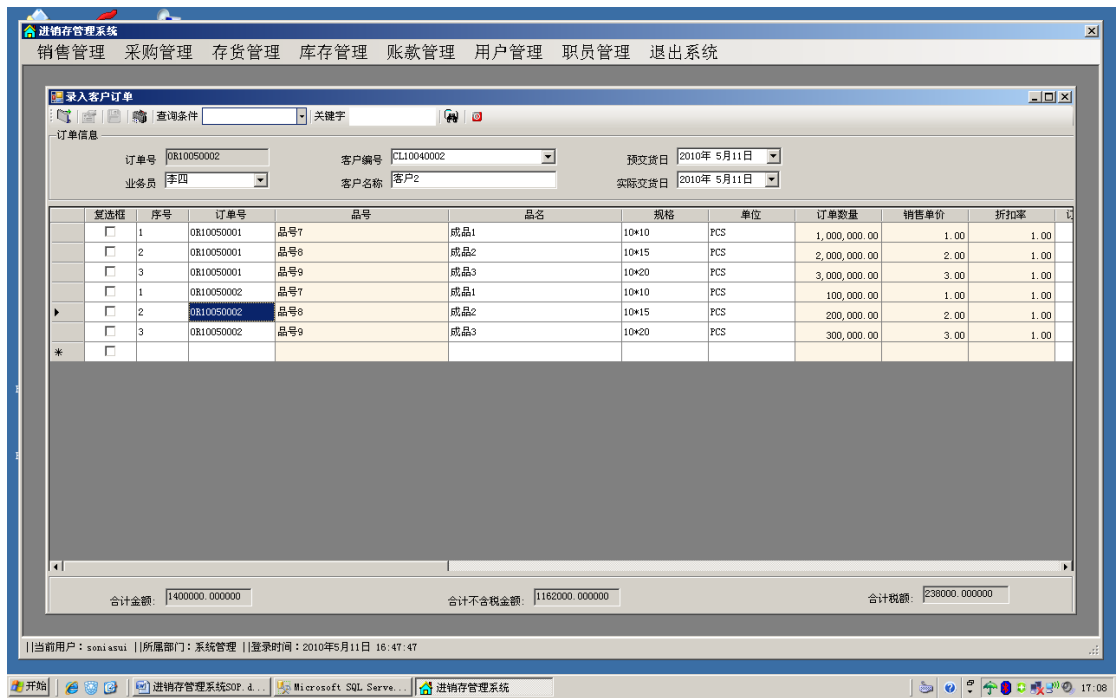 进销存管理系统
销售管理 采购管理 存货管理 库存管理 账款管理 用户管理 职员管理 退出系统
录入客户订单
查询条件 关键字
订单信息
订单号 OR10050002 客户编号 CL10040002 预交货日 2010年 5月11日
业务员 李四 客户名称 客户2 实际交货日 2010年 5月11日
复选框 序号 订单号 品号 品名 规格 单位 订单数量 销售单价 折扣率
1 OR10050001 品号7 成品1 10*10 PCS 1,000,000.00 1.00 1.00
2 OR10050001 品号8 成品2 10*15 PCS 2,000,000.00 2.00 1.00
3 OR10050001 品号9 成品3 10*20 PCS 3,000,000.00 3.00 1.00
1 OR10050002 品号7 成品1 10*10 PCS 100,000.00 1.00 1.00
2 OR10050002 品号8 成品2 10*15 PCS 200,000.00 2.00 1.00
3 OR10050002 品号9 成品3 10*20 PCS 300,000.00 3.00 1.00
合计金额: 1400000.000000 合计不含税金额: 1162000.000000 合计税额: 238000.000000
||当前用户：soniasui ||所属部门：系统管理 ||登录时间：2010年5月11日 16:47:47
开始 进销存管理系统SOP.d... Microsoft SQL Serve... 进销存管理系统 17:08